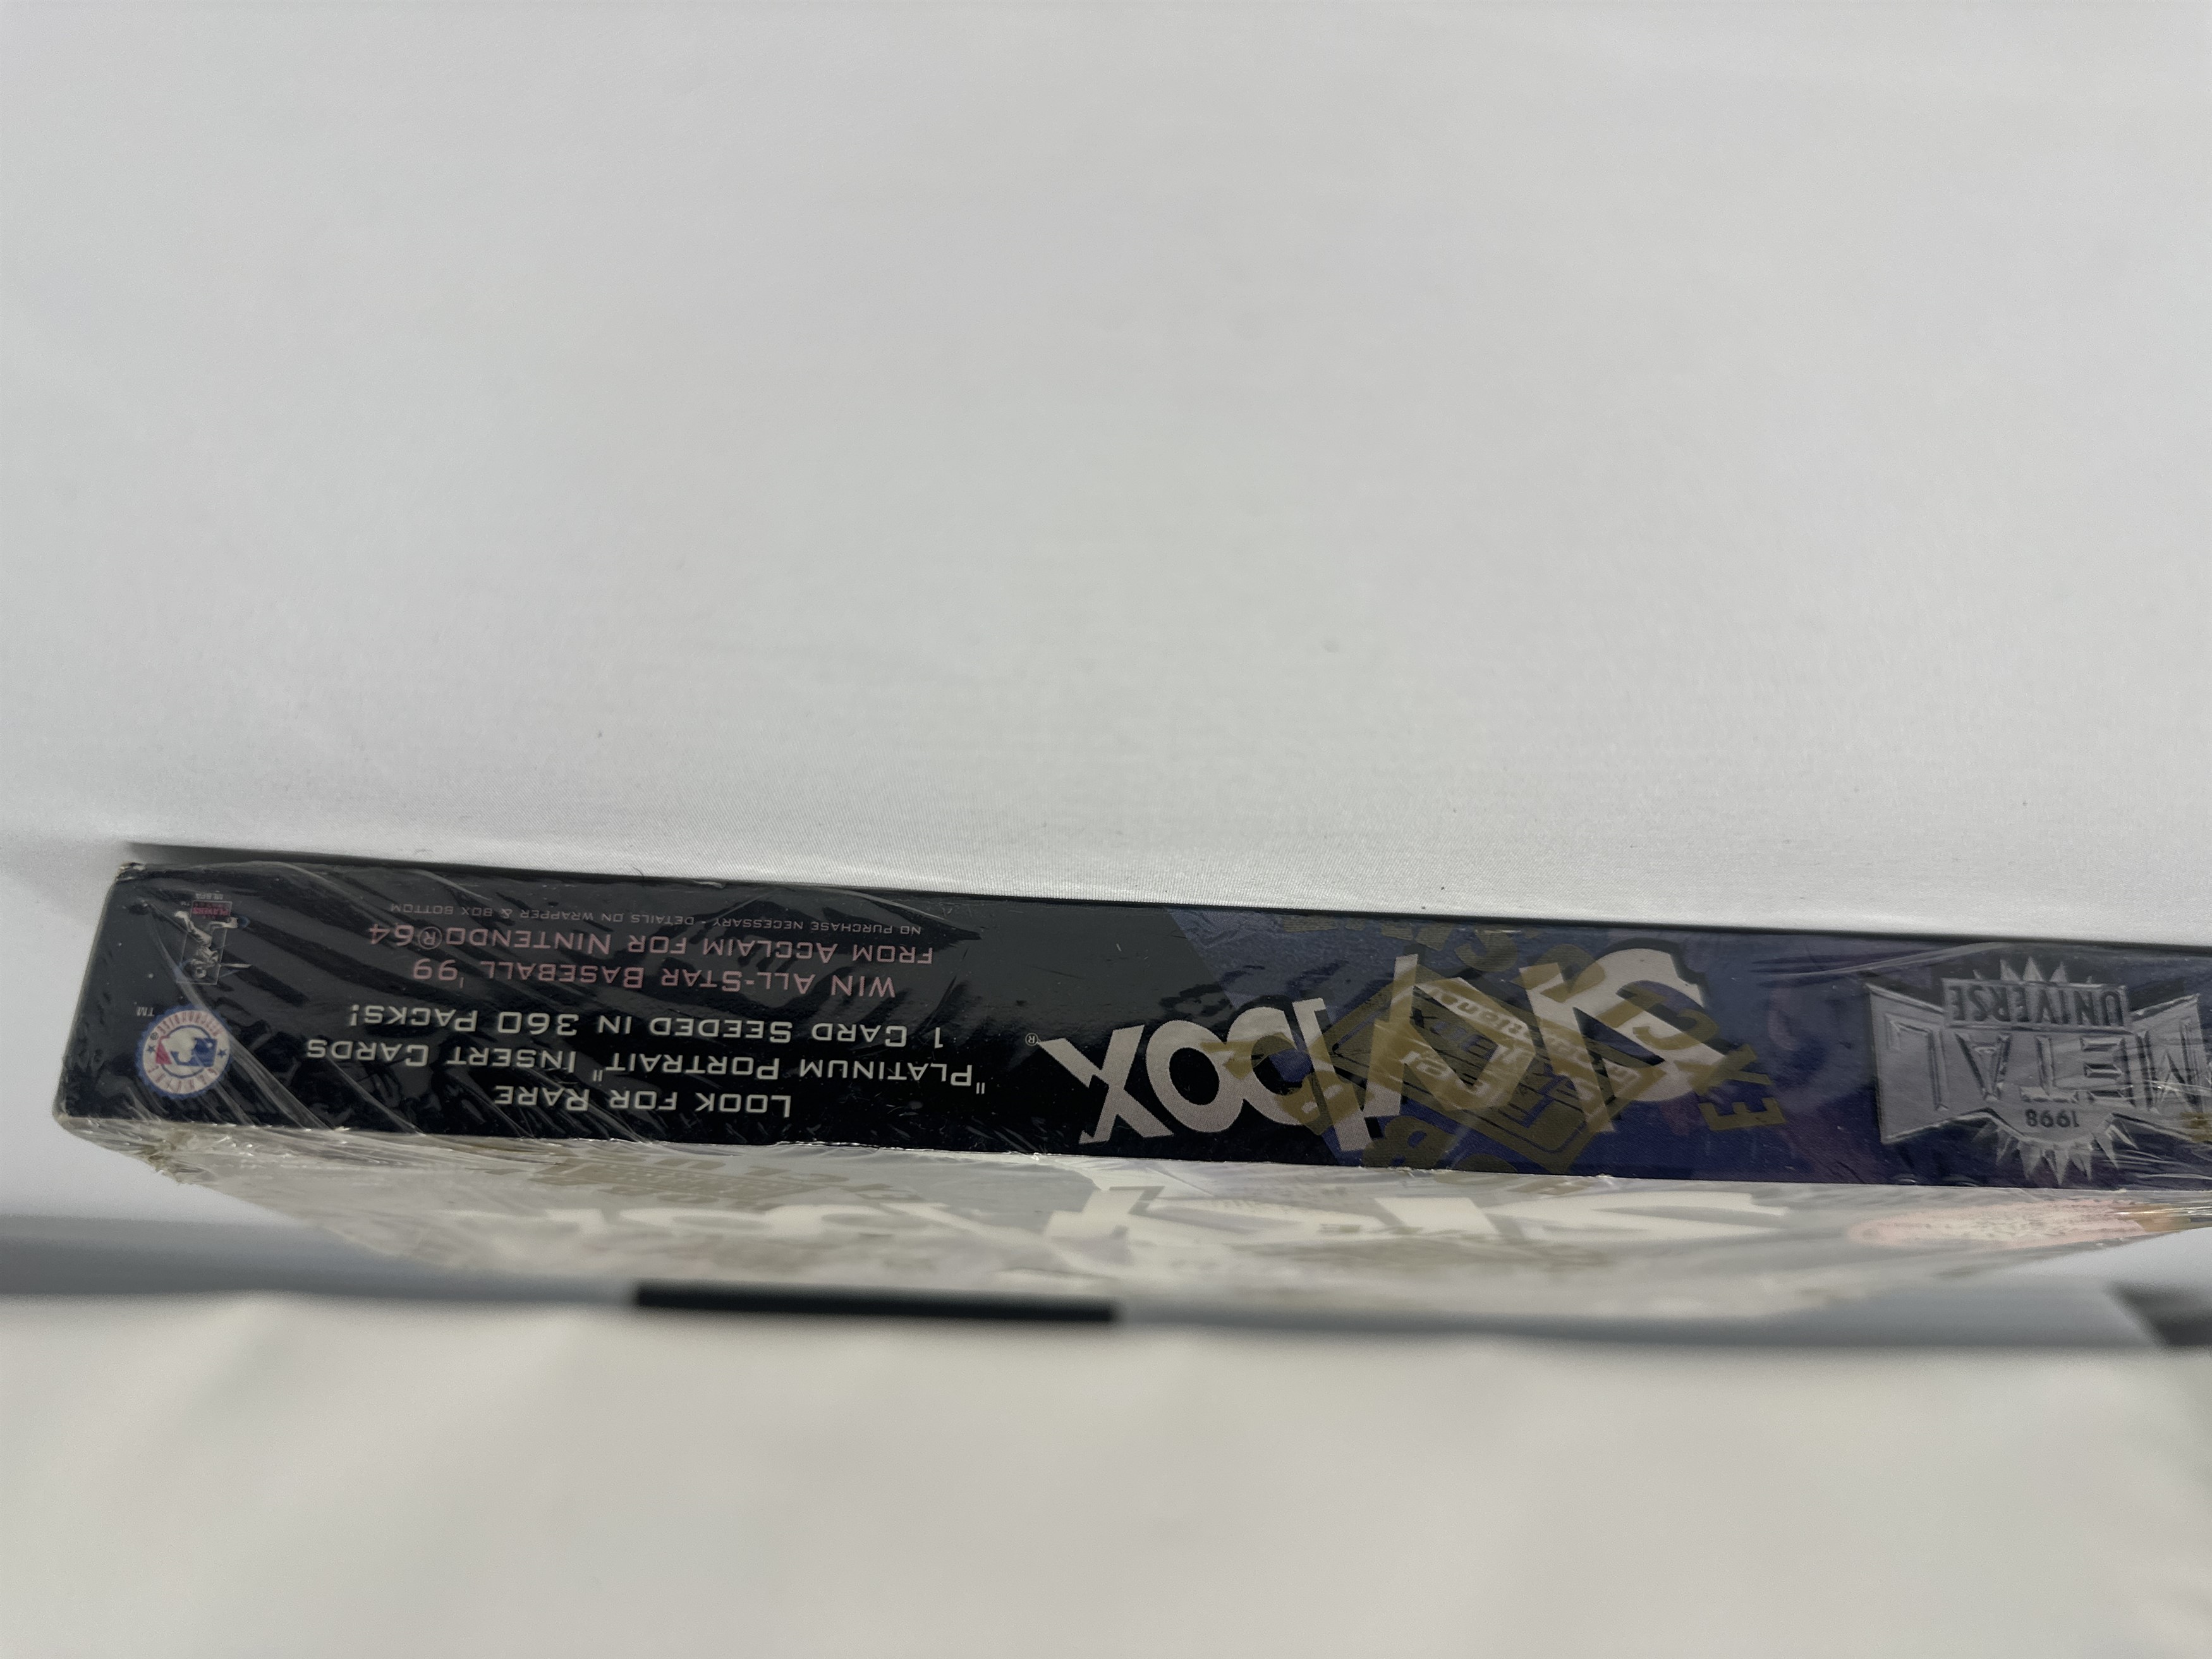 1998
METAL
UNIVERSE
SKYBOX®
LOOK FOR RARE
"PLATINUM PORTRAIT" INSERT CARDS
1 CARD SEEDED IN 360 PACKS!
WIN ALL-STAR BASEBALL '99
FROM ACCLAIM FOR NINTENDO®64
NO PURCHASE NECESSARY - DETAILS ON WRAPPER & BOX BOTTOM
TM